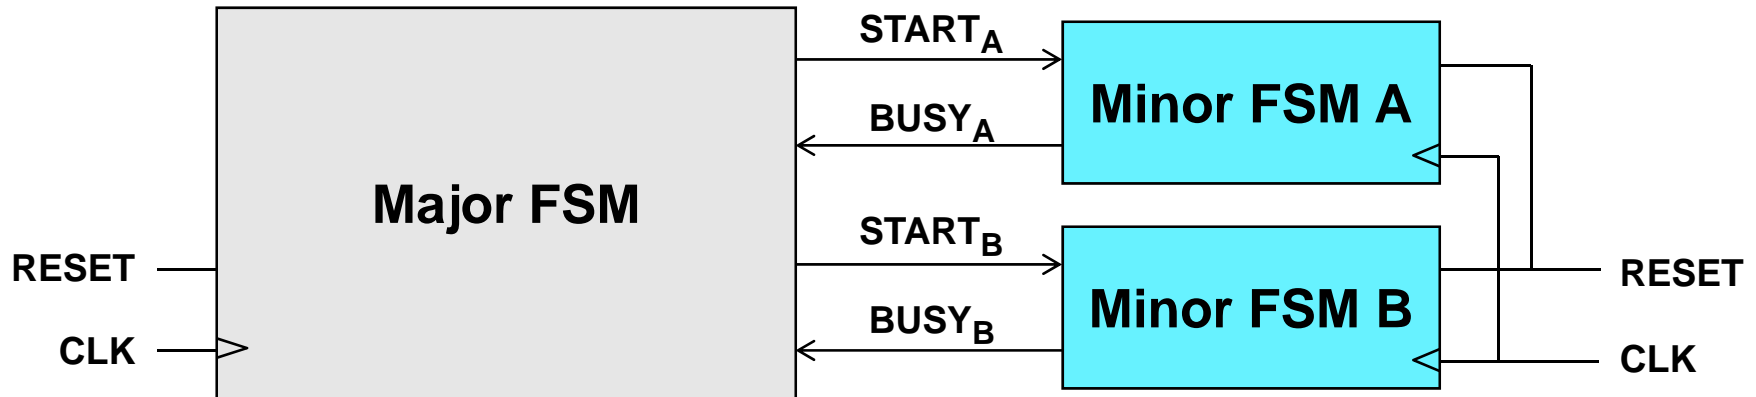 START_A
Minor FSM A
BUSY_A
Major FSM
START_B
RESET
RESET
Minor FSM B
BUSY_B
CLK
CLK